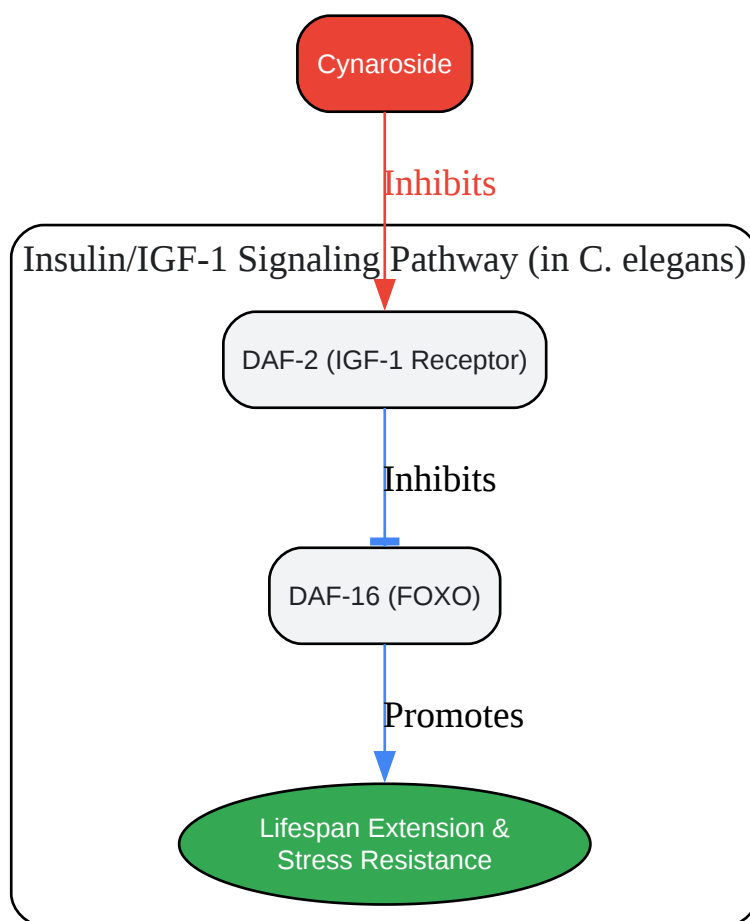 Cynaroside
Inhibits
Insulin/IGF-1 Signaling Pathway (in C. elegans)
DAF-2 (IGF-1 Receptor)
Inhibits
DAF-16 (FOXO)
Promotes
Lifespan Extension &
Stress Resistance